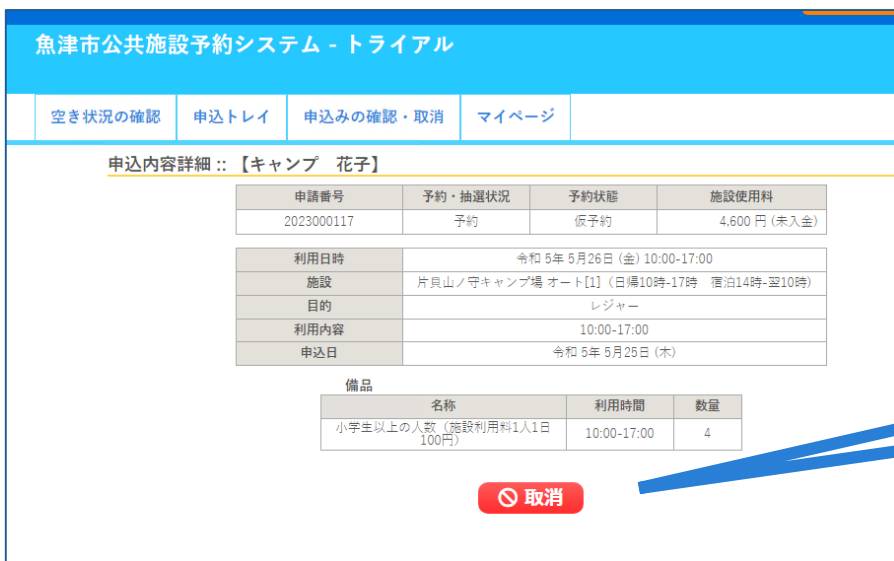 魚津市公共施設予約システム - トライアル
空き状況の確認 申込トレイ 申込みの確認・取消 マイページ
申込内容詳細 :: 【キャンプ　花子】
申請番号 予約・抽選状況 予約状態 施設使用料
2023000117 予約 仮予約 4,600 円 (未入金)
利用日時 令和 5年 5月26日 (金) 10:00-17:00
施設 片貝山ノ守キャンプ場 オート[1]（日帰10時-17時　宿泊14時-翌10時）
目的 レジャー
利用内容 10:00-17:00
申込日 令和 5年 5月25日 (木)
備品
名称 利用時間 数量
小学生以上の人数（施設利用料1人1日
100円） 10:00-17:00 4
取消